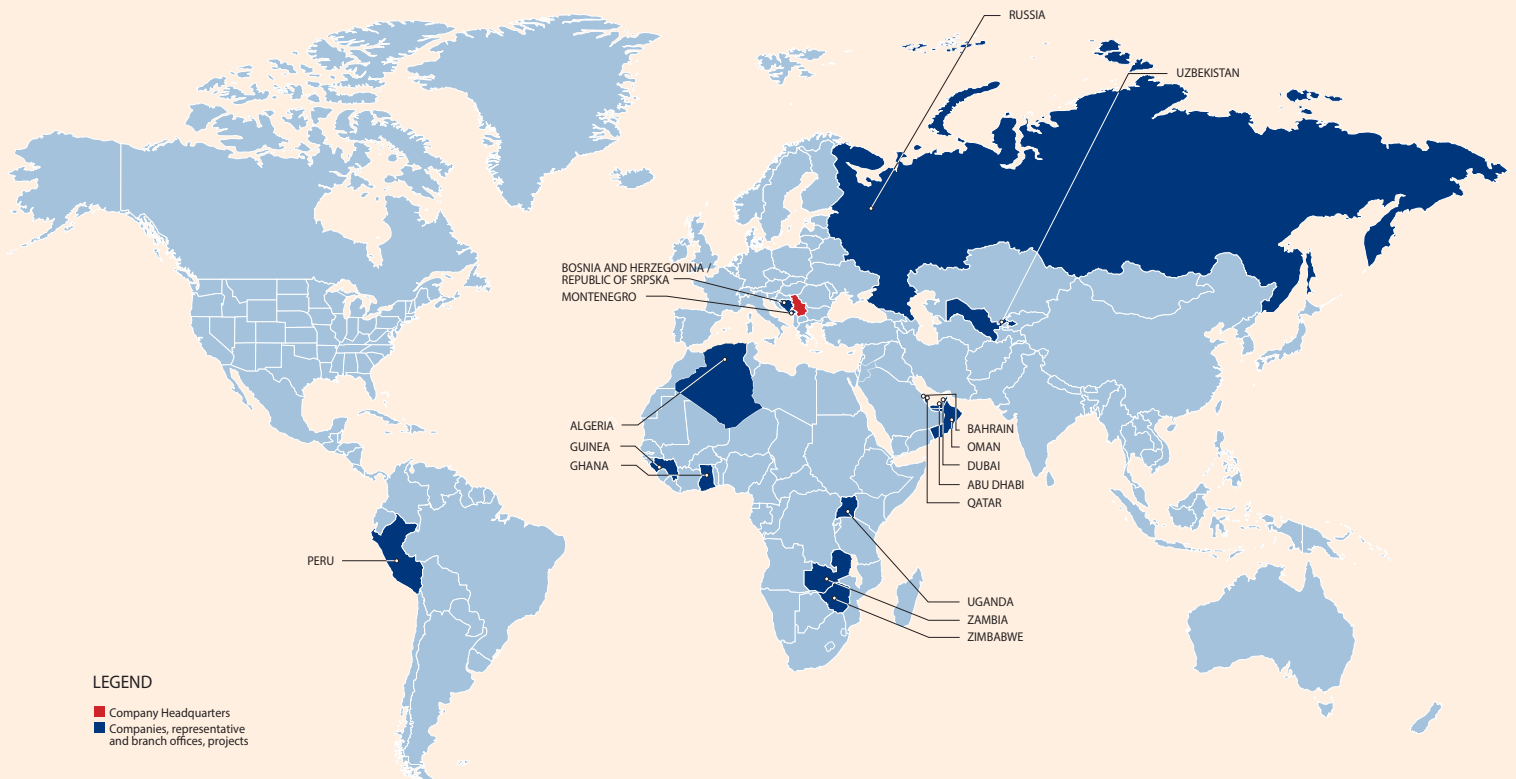 RUSSIA
UZBEKISTAN
BOSNIA AND HERZEGOVINA /
REPUBLIC OF SRPSKA
MONTENEGRO
ALGERIA
GUINEA
GHANA
BAHRAIN
OMAN
DUBAI
ABU DHABI
QATAR
PERU
UGANDA
ZAMBIA
ZIMBABWE
LEGEND
Company Headquarters
Companies, representative
and branch offices, projects